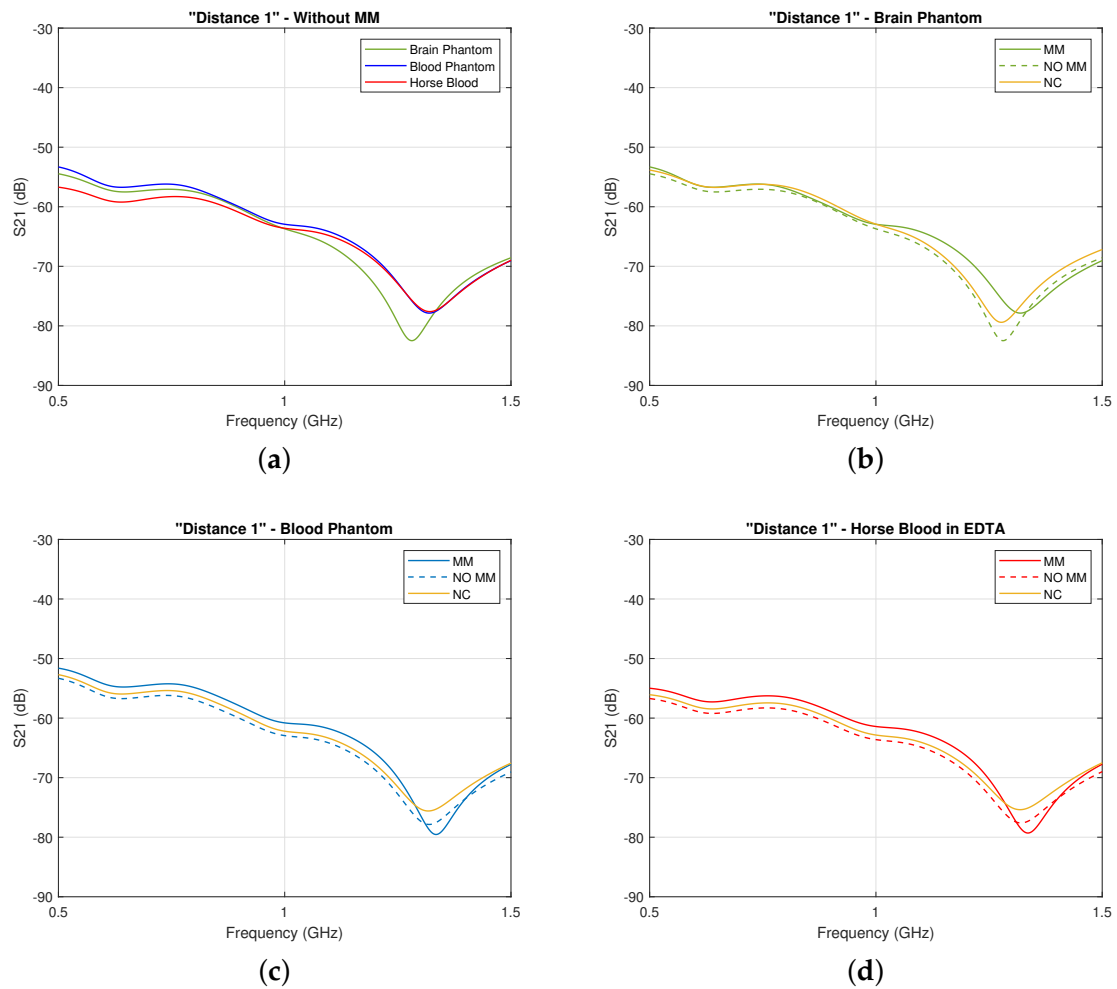 "Distance 1" - Without MM
-30
-40
-50
-60
-70
-80
-90
S21 (dB)
Brain Phantom
Blood Phantom
Horse Blood
0.5
1
1.5
Frequency (GHz)
(a)
"Distance 1" - Brain Phantom
-30
-40
-50
-60
-70
-80
-90
S21 (dB)
MM
NO MM
NC
0.5
1
1.5
Frequency (GHz)
(b)
"Distance 1" - Blood Phantom
-30
-40
-50
-60
-70
-80
-90
S21 (dB)
MM
NO MM
NC
0.5
1
1.5
Frequency (GHz)
(c)
"Distance 1" - Horse Blood in EDTA
-30
-40
-50
-60
-70
-80
-90
S21 (dB)
MM
NO MM
NC
0.5
1
1.5
Frequency (GHz)
(d)